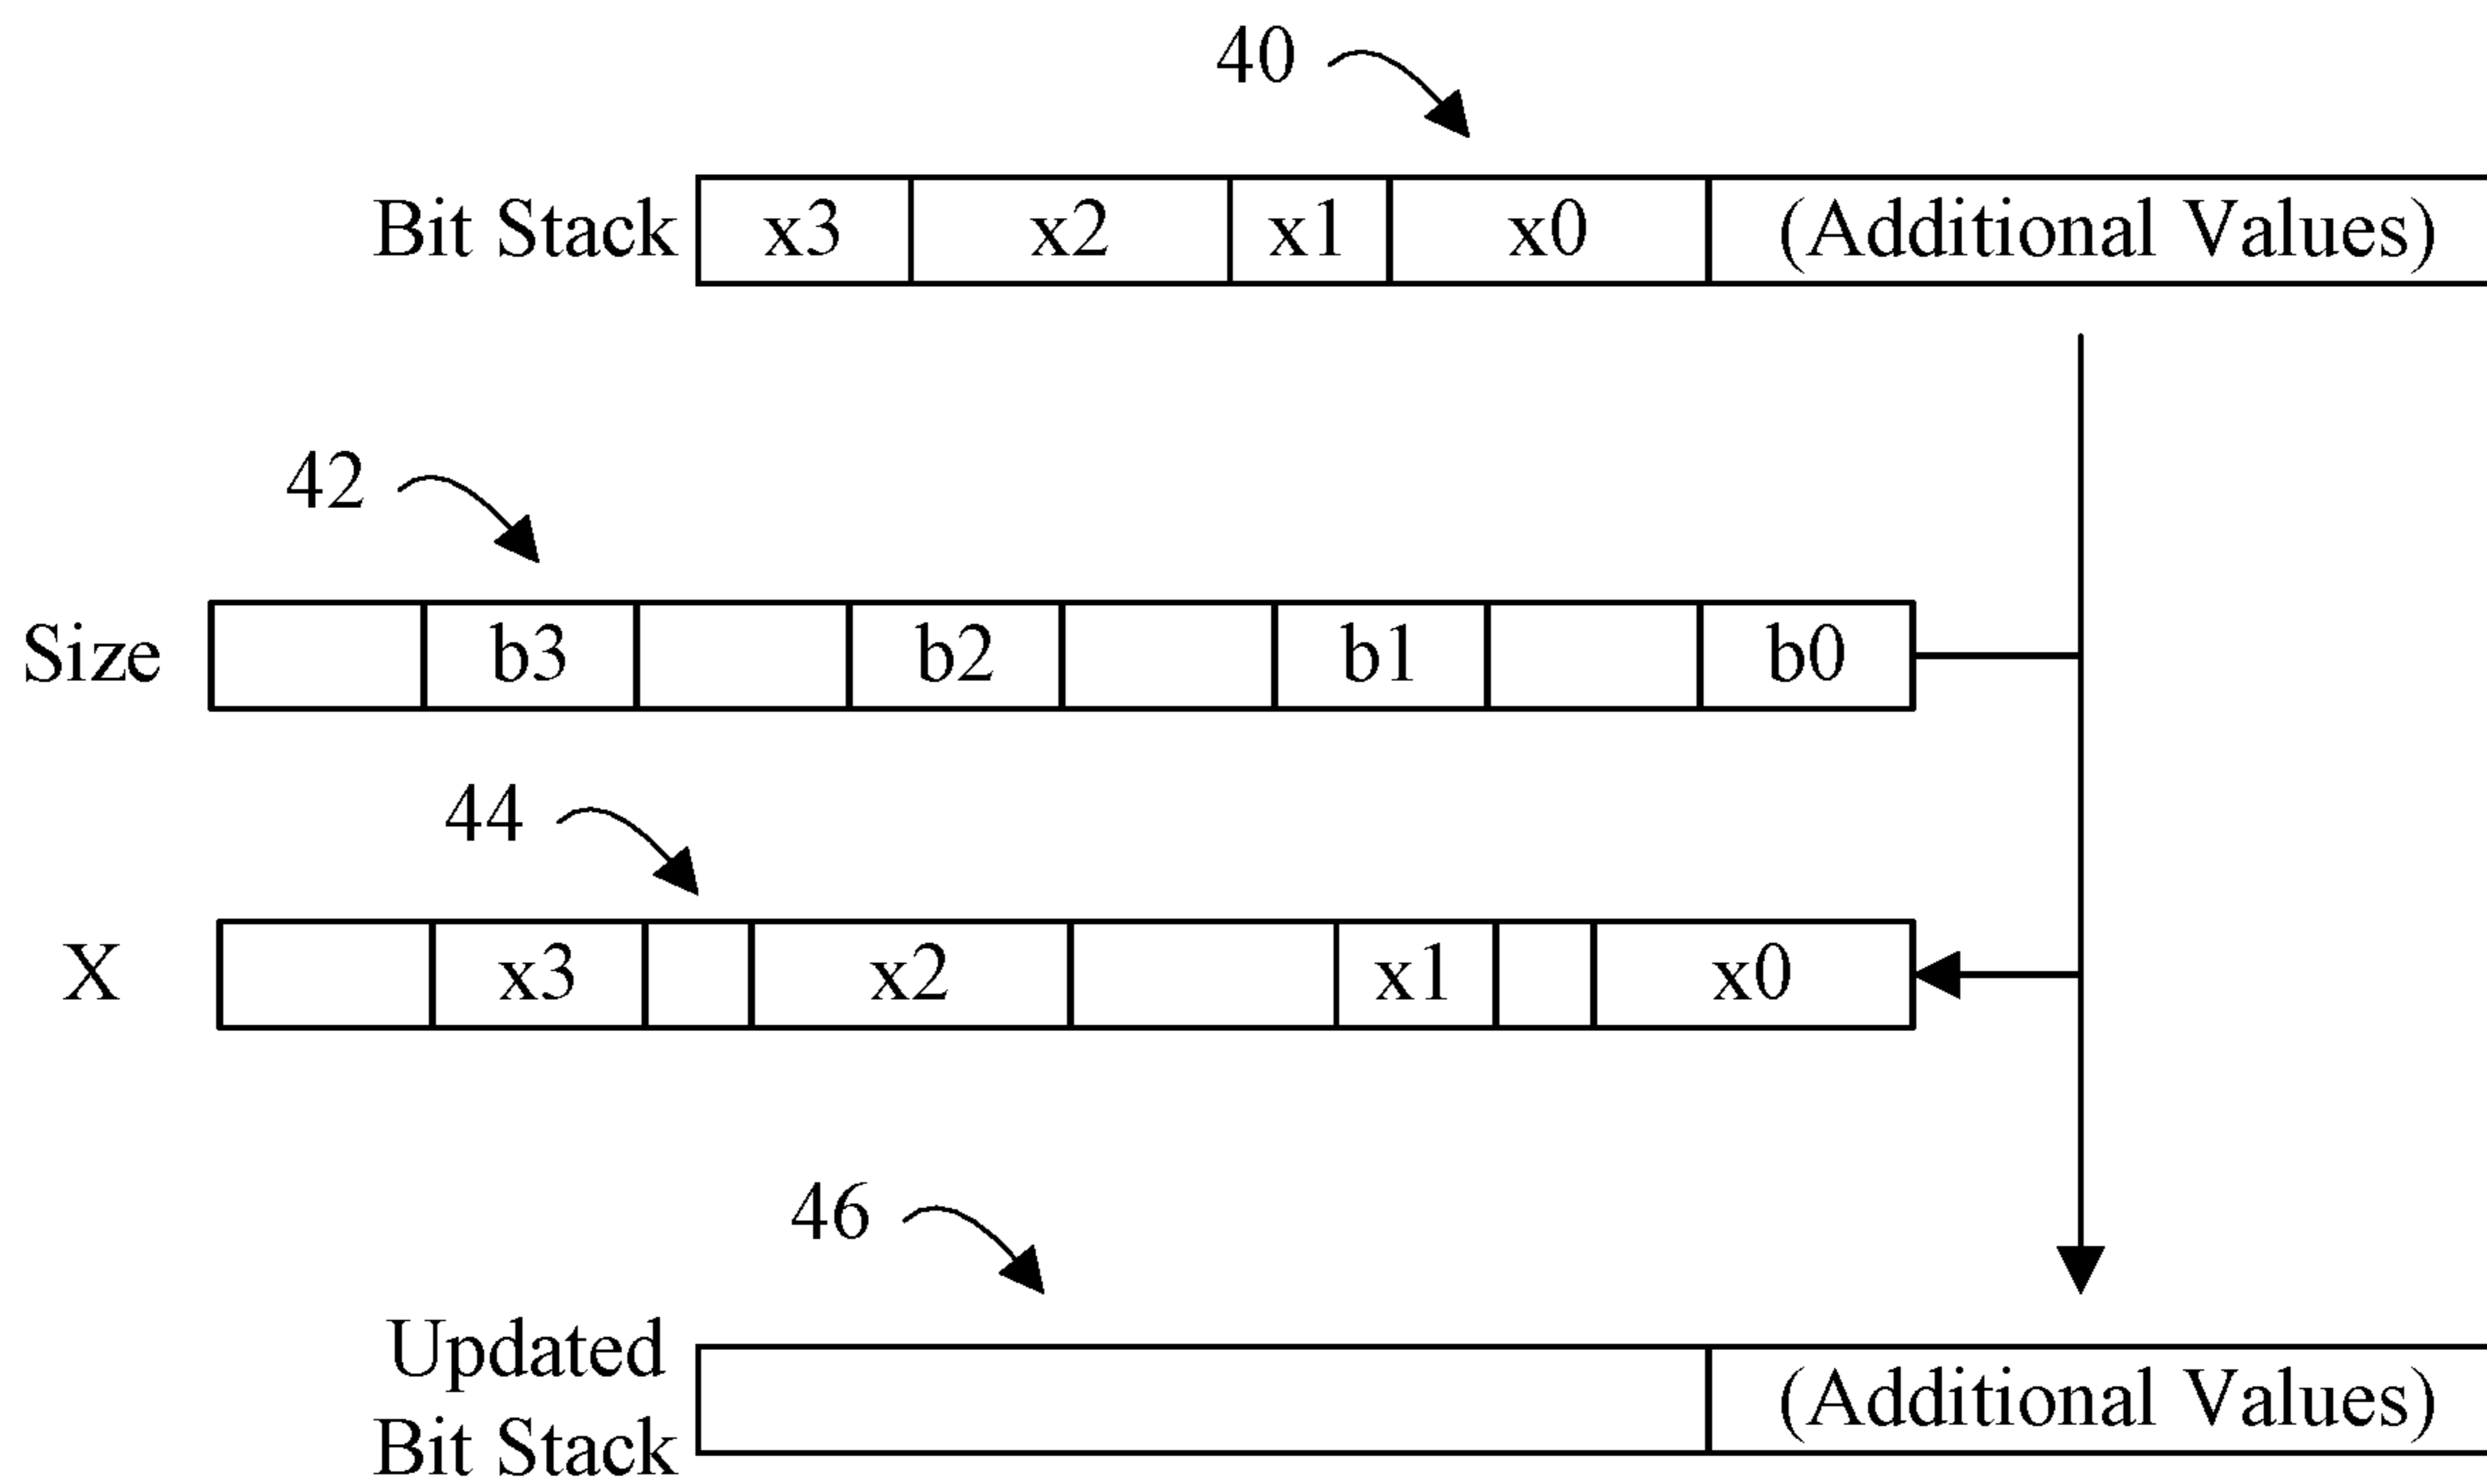 40
Bit Stack x3 x2 x1 x0 (Additional Values)
42
Size b3 b2 b1 b0
44
X x3 x2 x1 x0
46
Updated
Bit Stack (Additional Values)